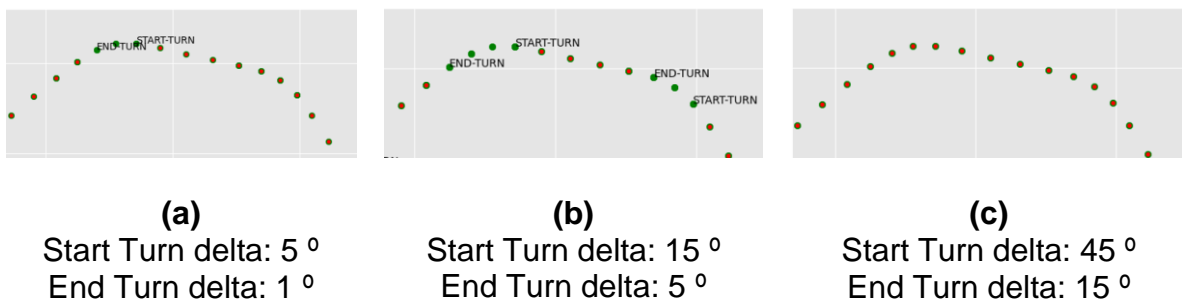 END-TURN START-TURN
START-TURN
END-TURN
END-TURN
START-TURN
(a)
Start Turn delta: 5 º
End Turn delta: 1 º
(b)
Start Turn delta: 15 º
End Turn delta: 5 º
(c)
Start Turn delta: 45 º
End Turn delta: 15 º